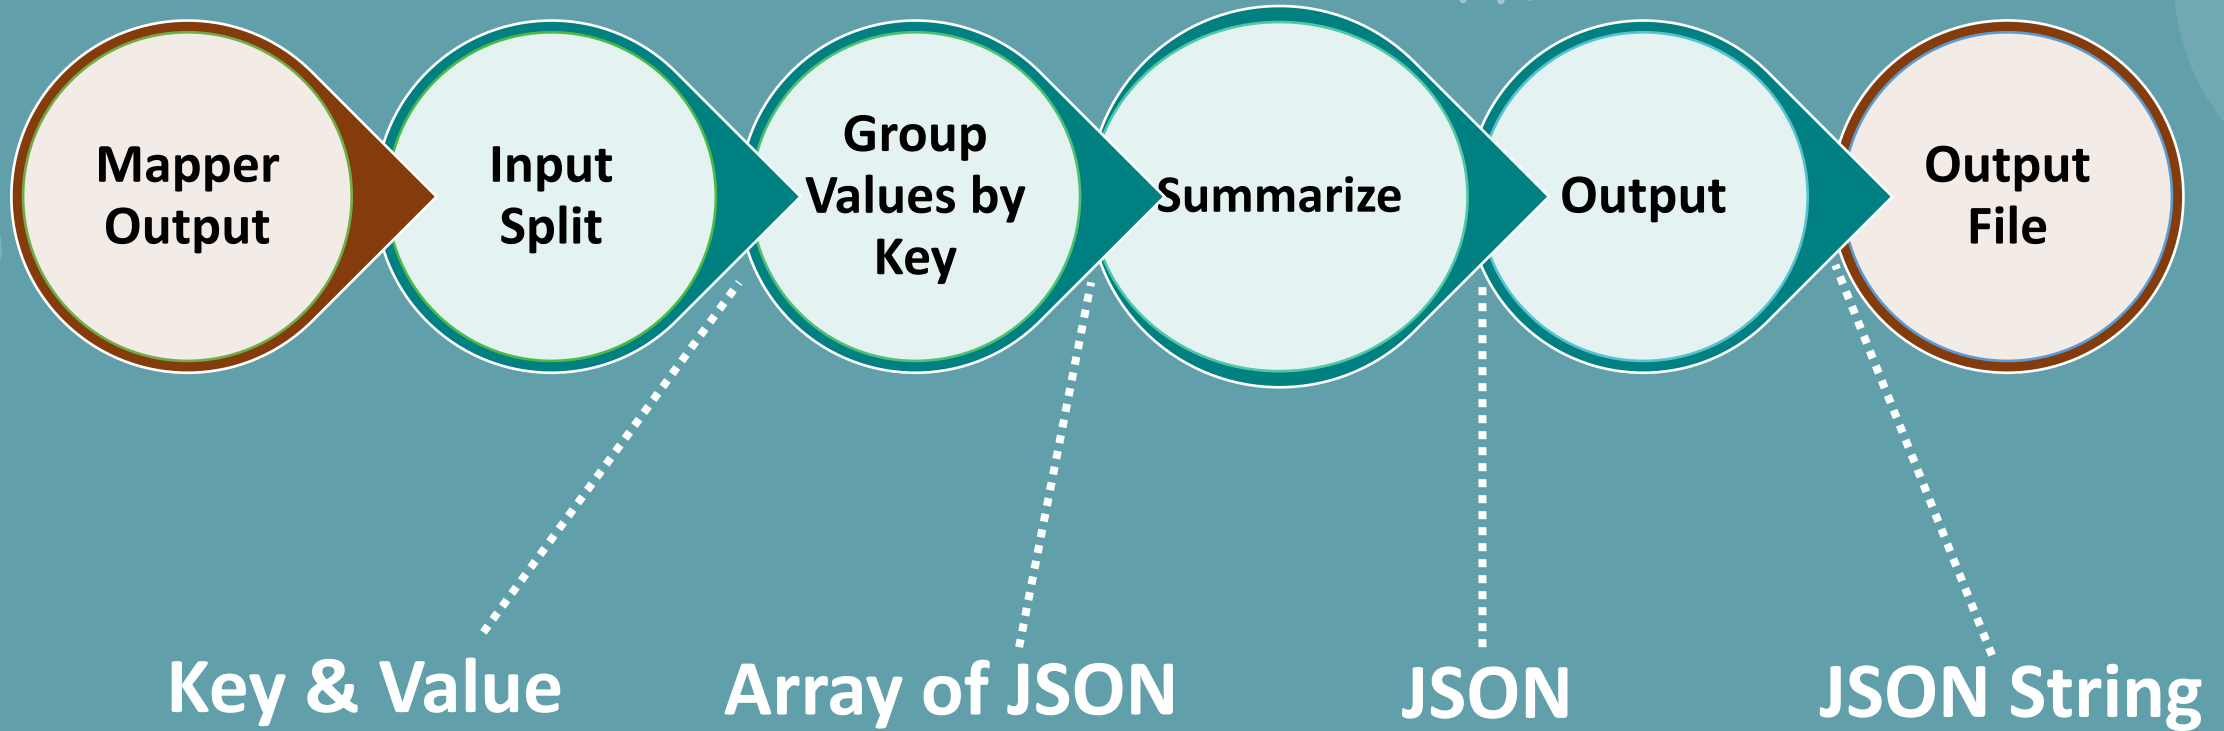 Mapper
Output
Input
Split
Group
Values by
Key
Summarize
Output
Output
File
Key & Value
Array of JSON
JSON
JSON String